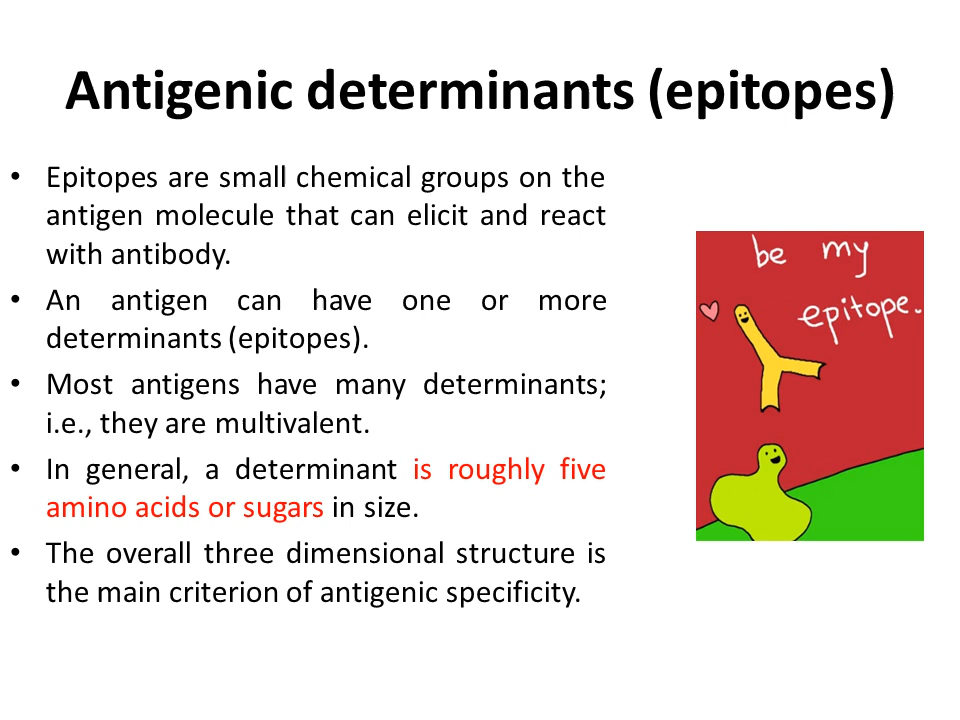 Antigenic determinants (epitopes)
• Epitopes are small chemical groups on the
antigen molecule that can elicit and react
with antibody.
• An antigen can have one or more
determinants (epitopes).
• Most antigens have many determinants;
i.e., they are multivalent.
• In general, a determinant is roughly five
amino acids or sugars in size.
• The overall three dimensional structure is
the main criterion of antigenic specificity.
be my
epitope.